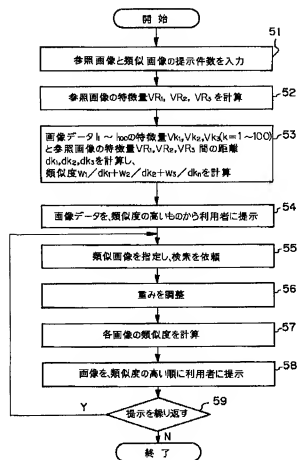 開始
51
参照画像と類似画像の提示件数を入力
52
参照画像の特徴量VR₁, VR₂, VR₃を計算
53
画像データI₁～I₁₀₀の特徴量Vk₁,Vk₂,Vk₃(k=1～100)
と参照画像の特徴量VR₁,VR₂,VR₃間の距離
dk₁,dk₂,dk₃を計算し、
類似度w₁／dk₁+w₂／dk₂+w₃／dkₙを計算
54
画像データを、類似度の高いものから利用者に提示
55
類似画像を指定し、検索を依頼
56
重みを調整
57
各画像の類似度を計算
58
画像を、類似度の高い順に利用者に提示
59
Y
提示を繰り返す
N
終了